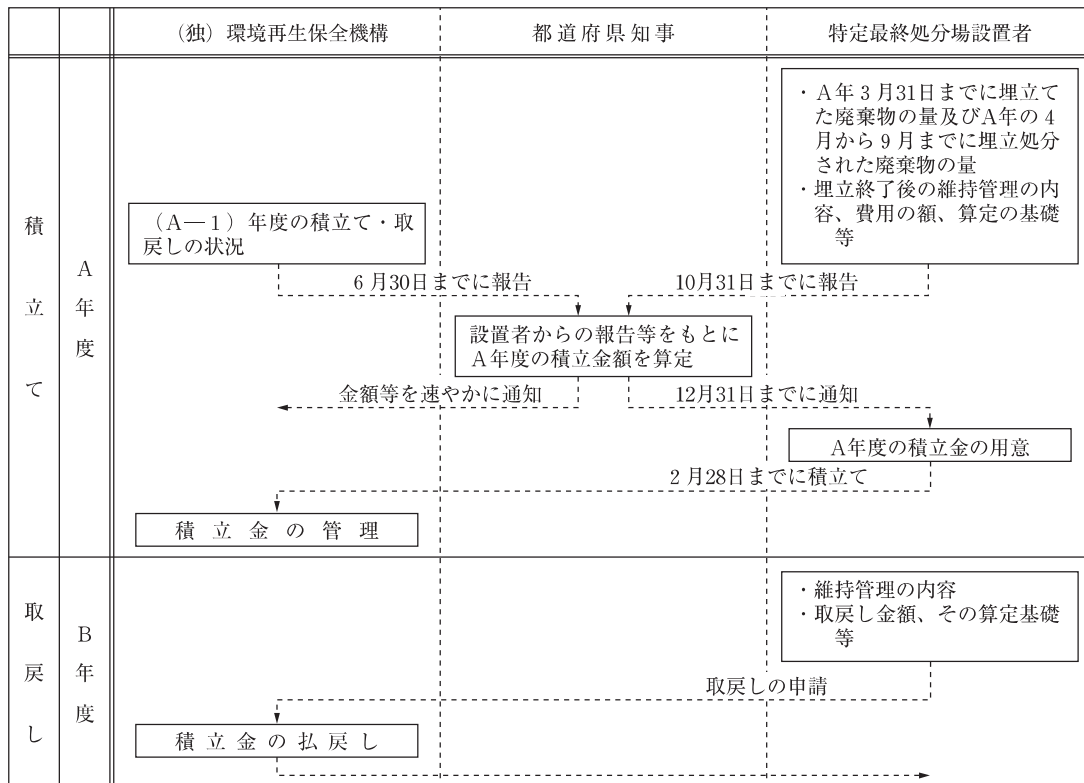 (独)環境再生保全機構
都道府県知事
特定最終処分場設置者
積立て
A年度
・A年3月31日までに埋立て
た廃棄物の量及びA年の4
月から9月までに埋立処分
された廃棄物の量
・埋立終了後の維持管理の内
容、費用の額、算定の基礎
等
(A―1)年度の積立て・取
戻しの状況
6月30日までに報告
10月31日までに報告
設置者からの報告等をもとに
A年度の積立金額を算定
金額等を速やかに通知
12月31日までに通知
A年度の積立金の用意
2月28日までに積立て
積立金の管理
取戻し
B年度
・維持管理の内容
・取戻し金額、その算定基礎
等
取戻しの申請
積立金の払戻し